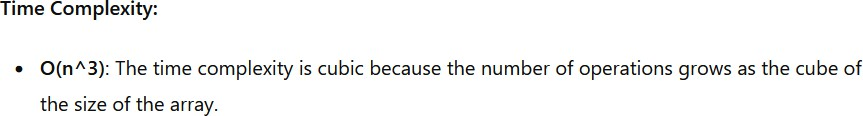 Time Complexity:
• O(n^3): The time complexity is cubic because the number of operations grows as the cube of
the size of the array.